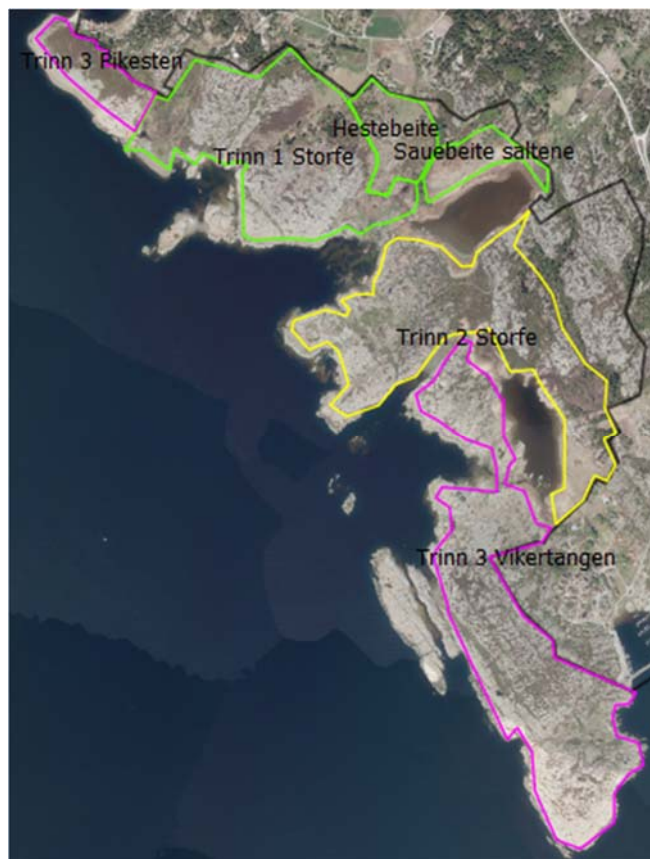 Trinn 3 Pikesten
Hestebeite
Trinn 1 Storfe
Sauebeite saltene
Trinn 2 Storfe
Trinn 3 Vikertangen